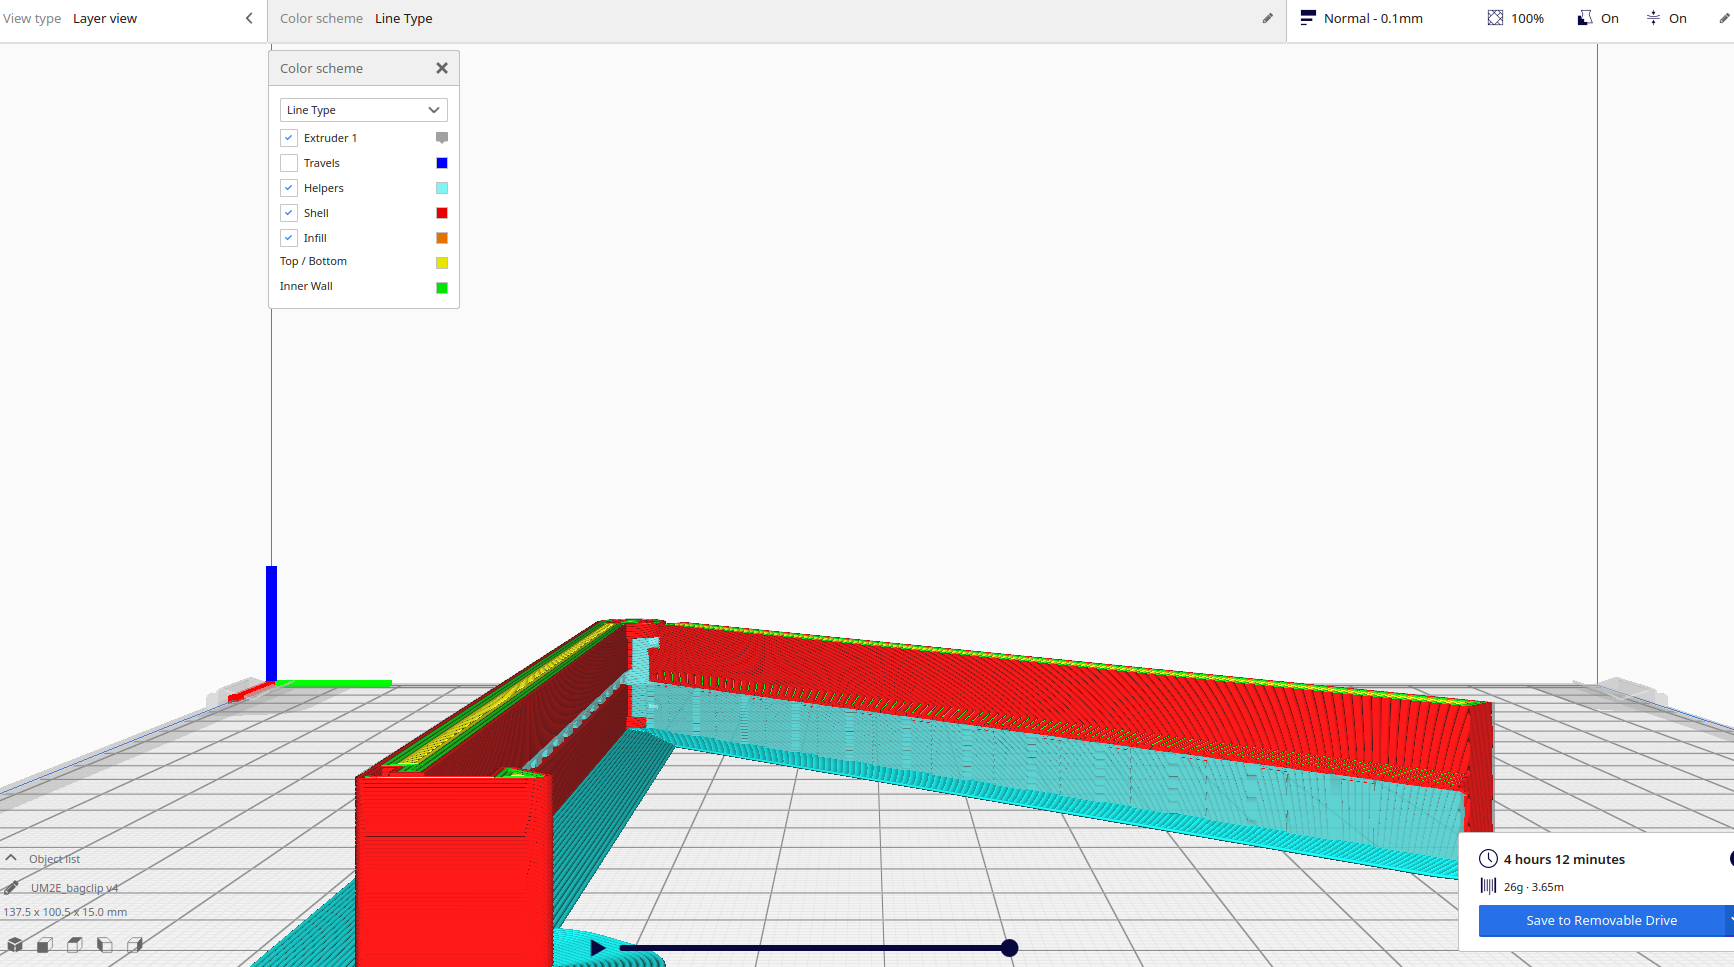 View type Layer view
Color scheme Line Type
Normal - 0.1mm 100% On On
Color scheme
Line Type
Extruder 1
Travels
Helpers
Shell
Infill
Top / Bottom
Inner Wall
Object list
UM2E_bagclip v4
137.5 x 100.5 x 15.0 mm
4 hours 12 minutes
26g · 3.65m
Save to Removable Drive